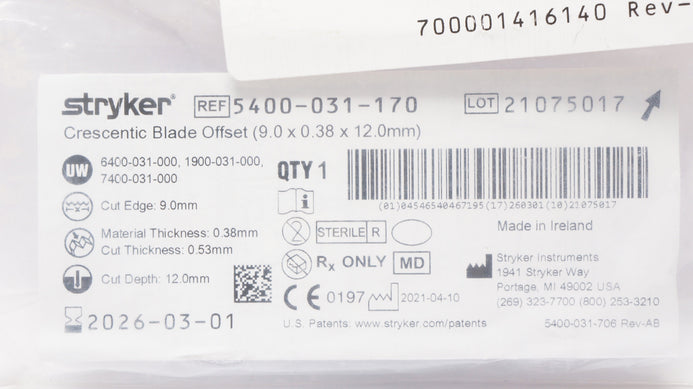 700001416140 Rev-
stryker® REF 5400-031-170 LOT 21075017
Crescentic Blade Offset (9.0 x 0.38 x 12.0mm)
UW 6400-031-000, 1900-031-000,
7400-031-000
QTY 1
(01)04546540467195(17)260301(10)21075017
Cut Edge: 9.0mm
Material Thickness: 0.38mm
Cut Thickness: 0.53mm
STERILE R
Made in Ireland
Rx ONLY MD
Stryker Instruments
1941 Stryker Way
Portage, MI 49002 USA
(269) 323-7700 (800) 253-3210
Cut Depth: 12.0mm
CE 0197 2021-04-10
2026-03-01
U.S. Patents: www.stryker.com/patents
5400-031-706 Rev-AB